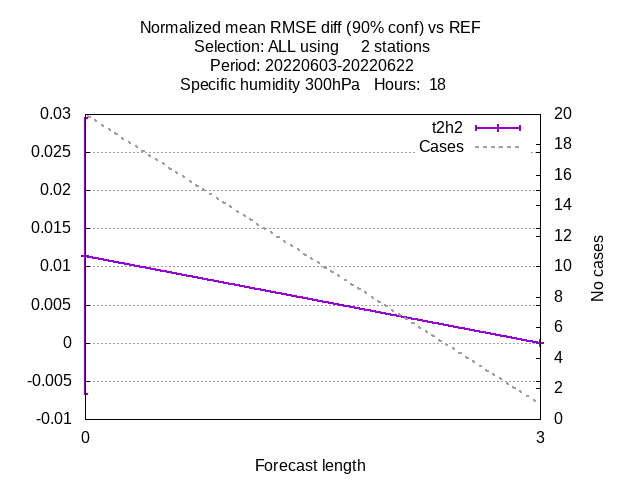 Normalized mean RMSE diff (90% conf) vs REF
Selection: ALL using     2 stations
Period: 20220603-20220622
Specific humidity 300hPa   Hours:  18
t2h2
Cases
0.03
0.025
0.02
0.015
0.01
0.005
0
-0.005
-0.01
20
18
16
14
12
10
8
6
4
2
0
No cases
0
3
Forecast length